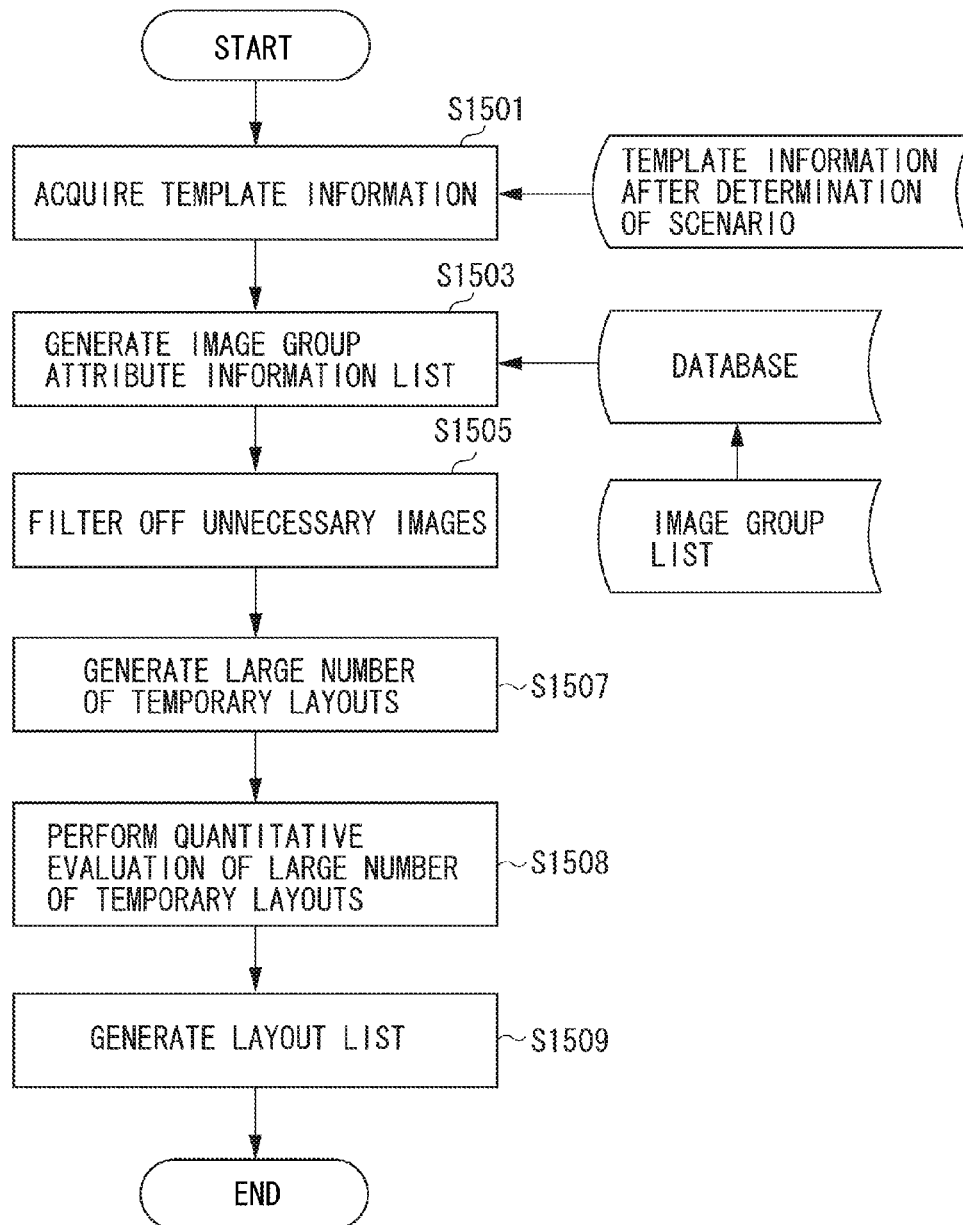 START
S1501
ACQUIRE TEMPLATE INFORMATION
TEMPLATE INFORMATION
AFTER DETERMINATION
OF SCENARIO
S1503
GENERATE IMAGE GROUP
ATTRIBUTE INFORMATION LIST
DATABASE
S1505
FILTER OFF UNNECESSARY IMAGES
IMAGE GROUP
LIST
GENERATE LARGE NUMBER
OF TEMPORARY LAYOUTS
S1507
PERFORM QUANTITATIVE
EVALUATION OF LARGE NUMBER
OF TEMPORARY LAYOUTS
S1508
GENERATE LAYOUT LIST
S1509
END